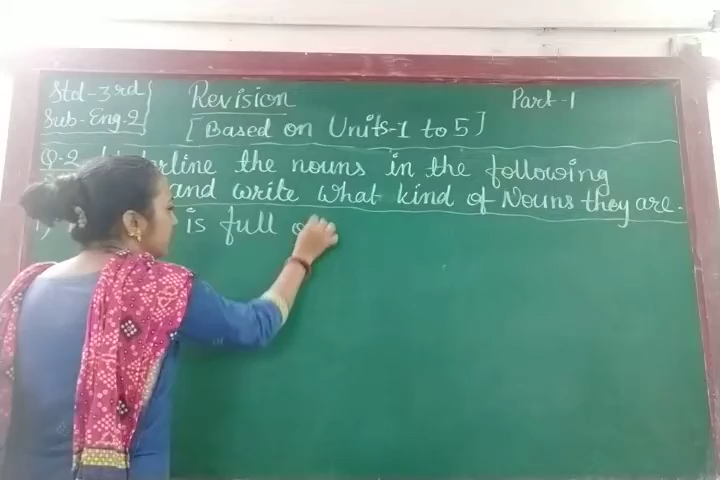 Std-3rd
Sub-Eng.2
Revision
Part-1
[Based on Units-1 to 5]
Q-2 the nouns in the following
and write what kind of Nouns they are.
is full